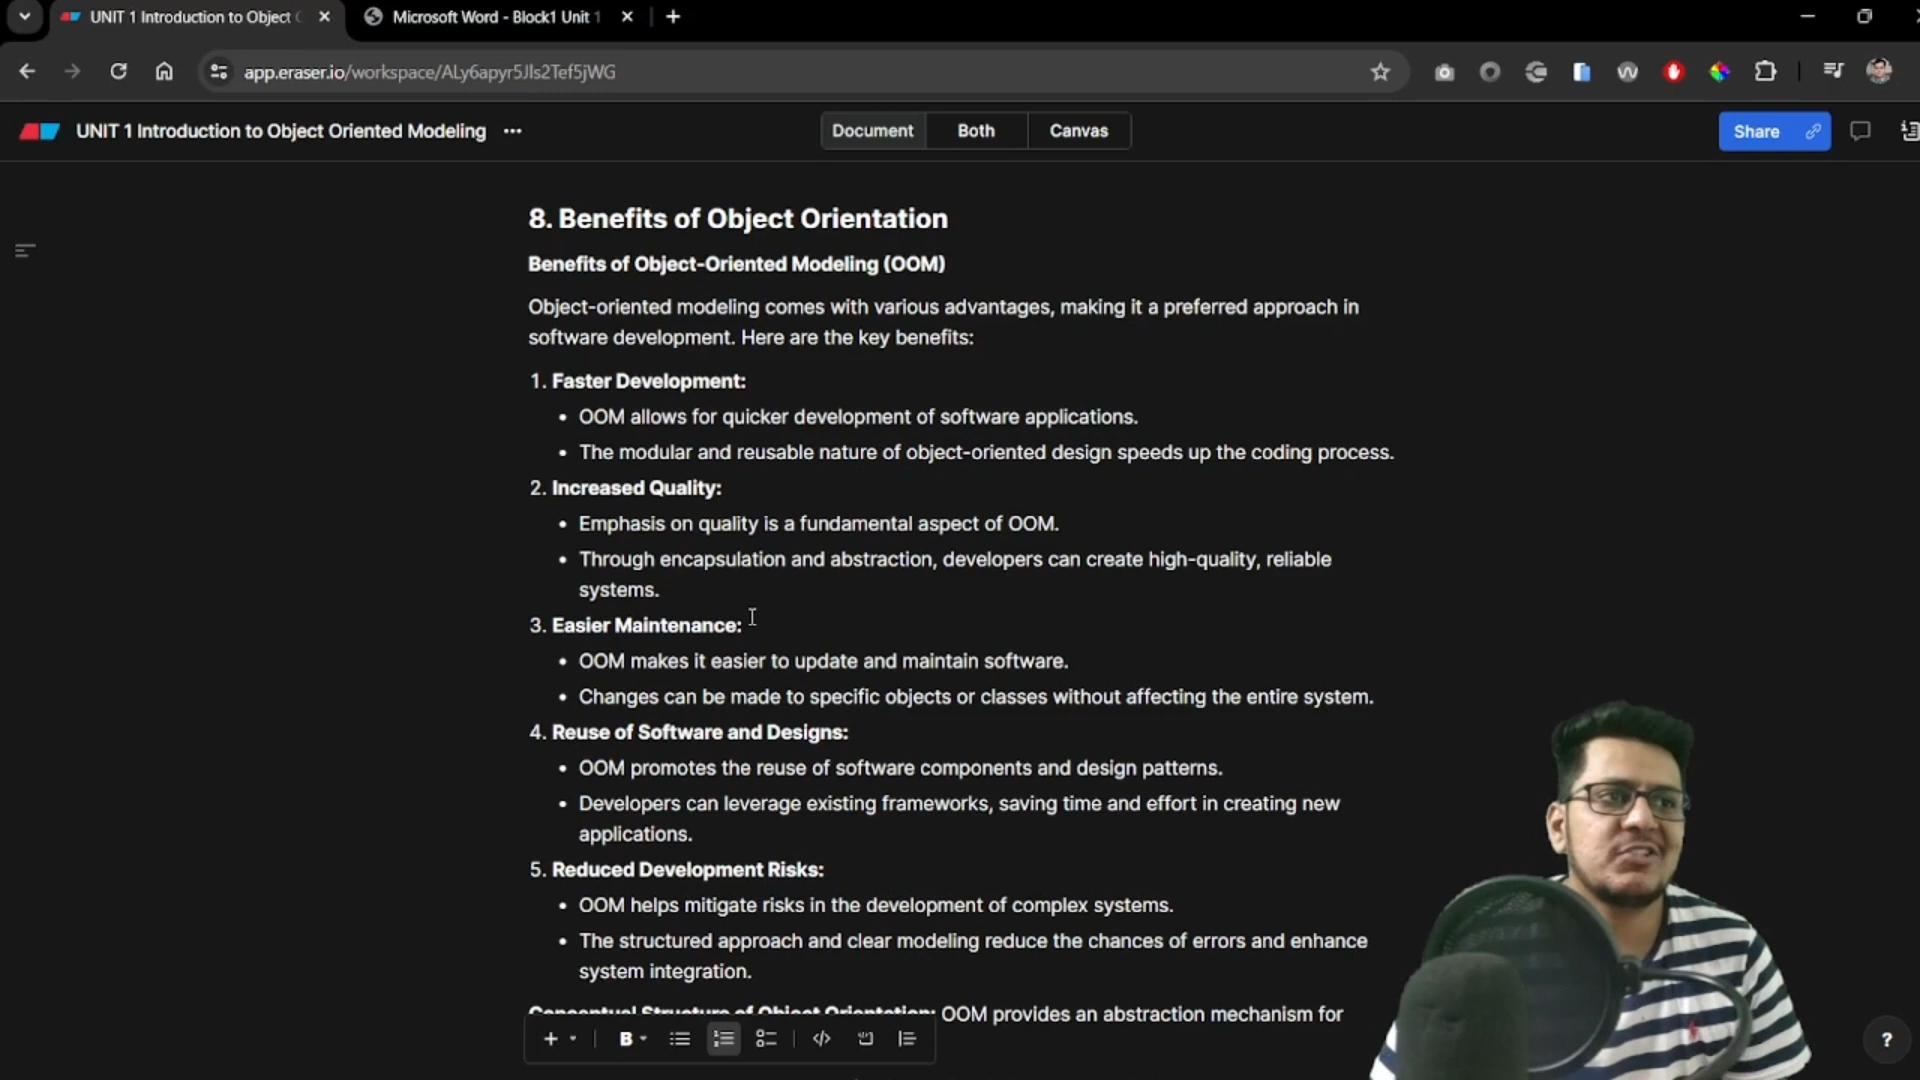 UNIT 1 Introduction to Object
Microsoft Word - Block1 Unit 1
app.eraser.io/workspace/ALy6apyr5Jls2Tef5jWG
UNIT 1 Introduction to Object Oriented Modeling
Document Both Canvas
Share
8. Benefits of Object Orientation
Benefits of Object-Oriented Modeling (OOM)
Object-oriented modeling comes with various advantages, making it a preferred approach in
software development. Here are the key benefits:
1. Faster Development:
• OOM allows for quicker development of software applications.
• The modular and reusable nature of object-oriented design speeds up the coding process.
2. Increased Quality:
• Emphasis on quality is a fundamental aspect of OOM.
• Through encapsulation and abstraction, developers can create high-quality, reliable
systems.
3. Easier Maintenance:
• OOM makes it easier to update and maintain software.
• Changes can be made to specific objects or classes without affecting the entire system.
4. Reuse of Software and Designs:
• OOM promotes the reuse of software components and design patterns.
• Developers can leverage existing frameworks, saving time and effort in creating new
applications.
5. Reduced Development Risks:
• OOM helps mitigate risks in the development of complex systems.
• The structured approach and clear modeling reduce the chances of errors and enhance
system integration.
Conceptual Structure of Object Orientation: OOM provides an abstraction mechanism for
B
?